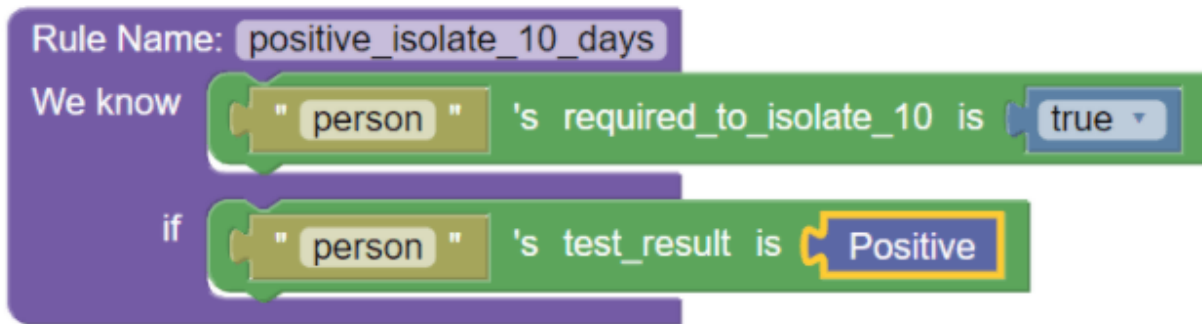 Rule Name: positive_isolate_10_days
We know " person " 's required_to_isolate_10 is true
if " person " 's test_result is Positive